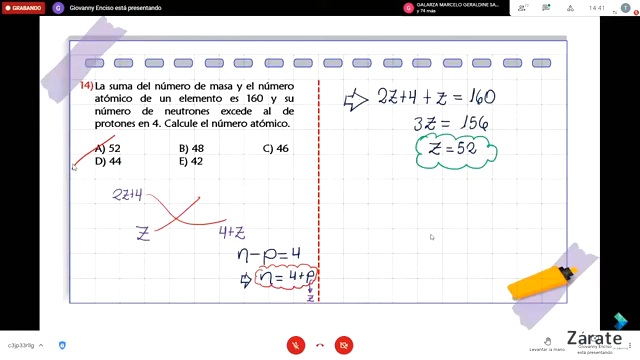 GRABANDO
G Giovanny Enciso está presentando
GALARZA MARCELO GERALDINE SA...
y 74 más
14:41
14) La suma del número de masa y el número
atómico de un elemento es 160 y su
número de neutrones excede al de
protones en 4. Calcule el número atómico.
A) 52 B) 48 C) 46
D) 44 E) 42
2Z+4
Z 4+Z
n-p=4
⇒ n=4+p
Z
⇒ 2Z+4+Z=160
3Z=156
Z=52
c3jp33rllg
Levantar la mano
Giovanny Enciso
está presentando
Zárate